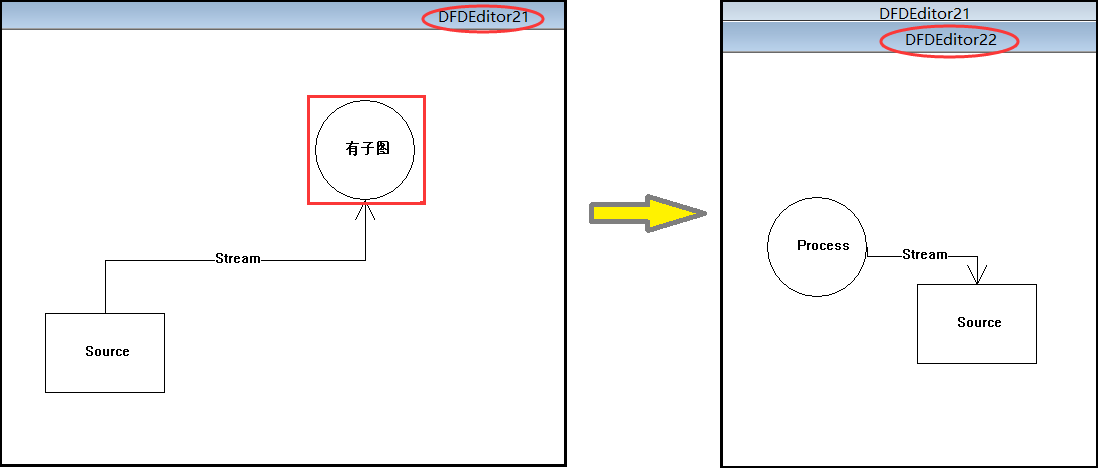 DFDEditor21
有子图
Stream
Source
DFDEditor21
DFDEditor22
Process
Stream
Source